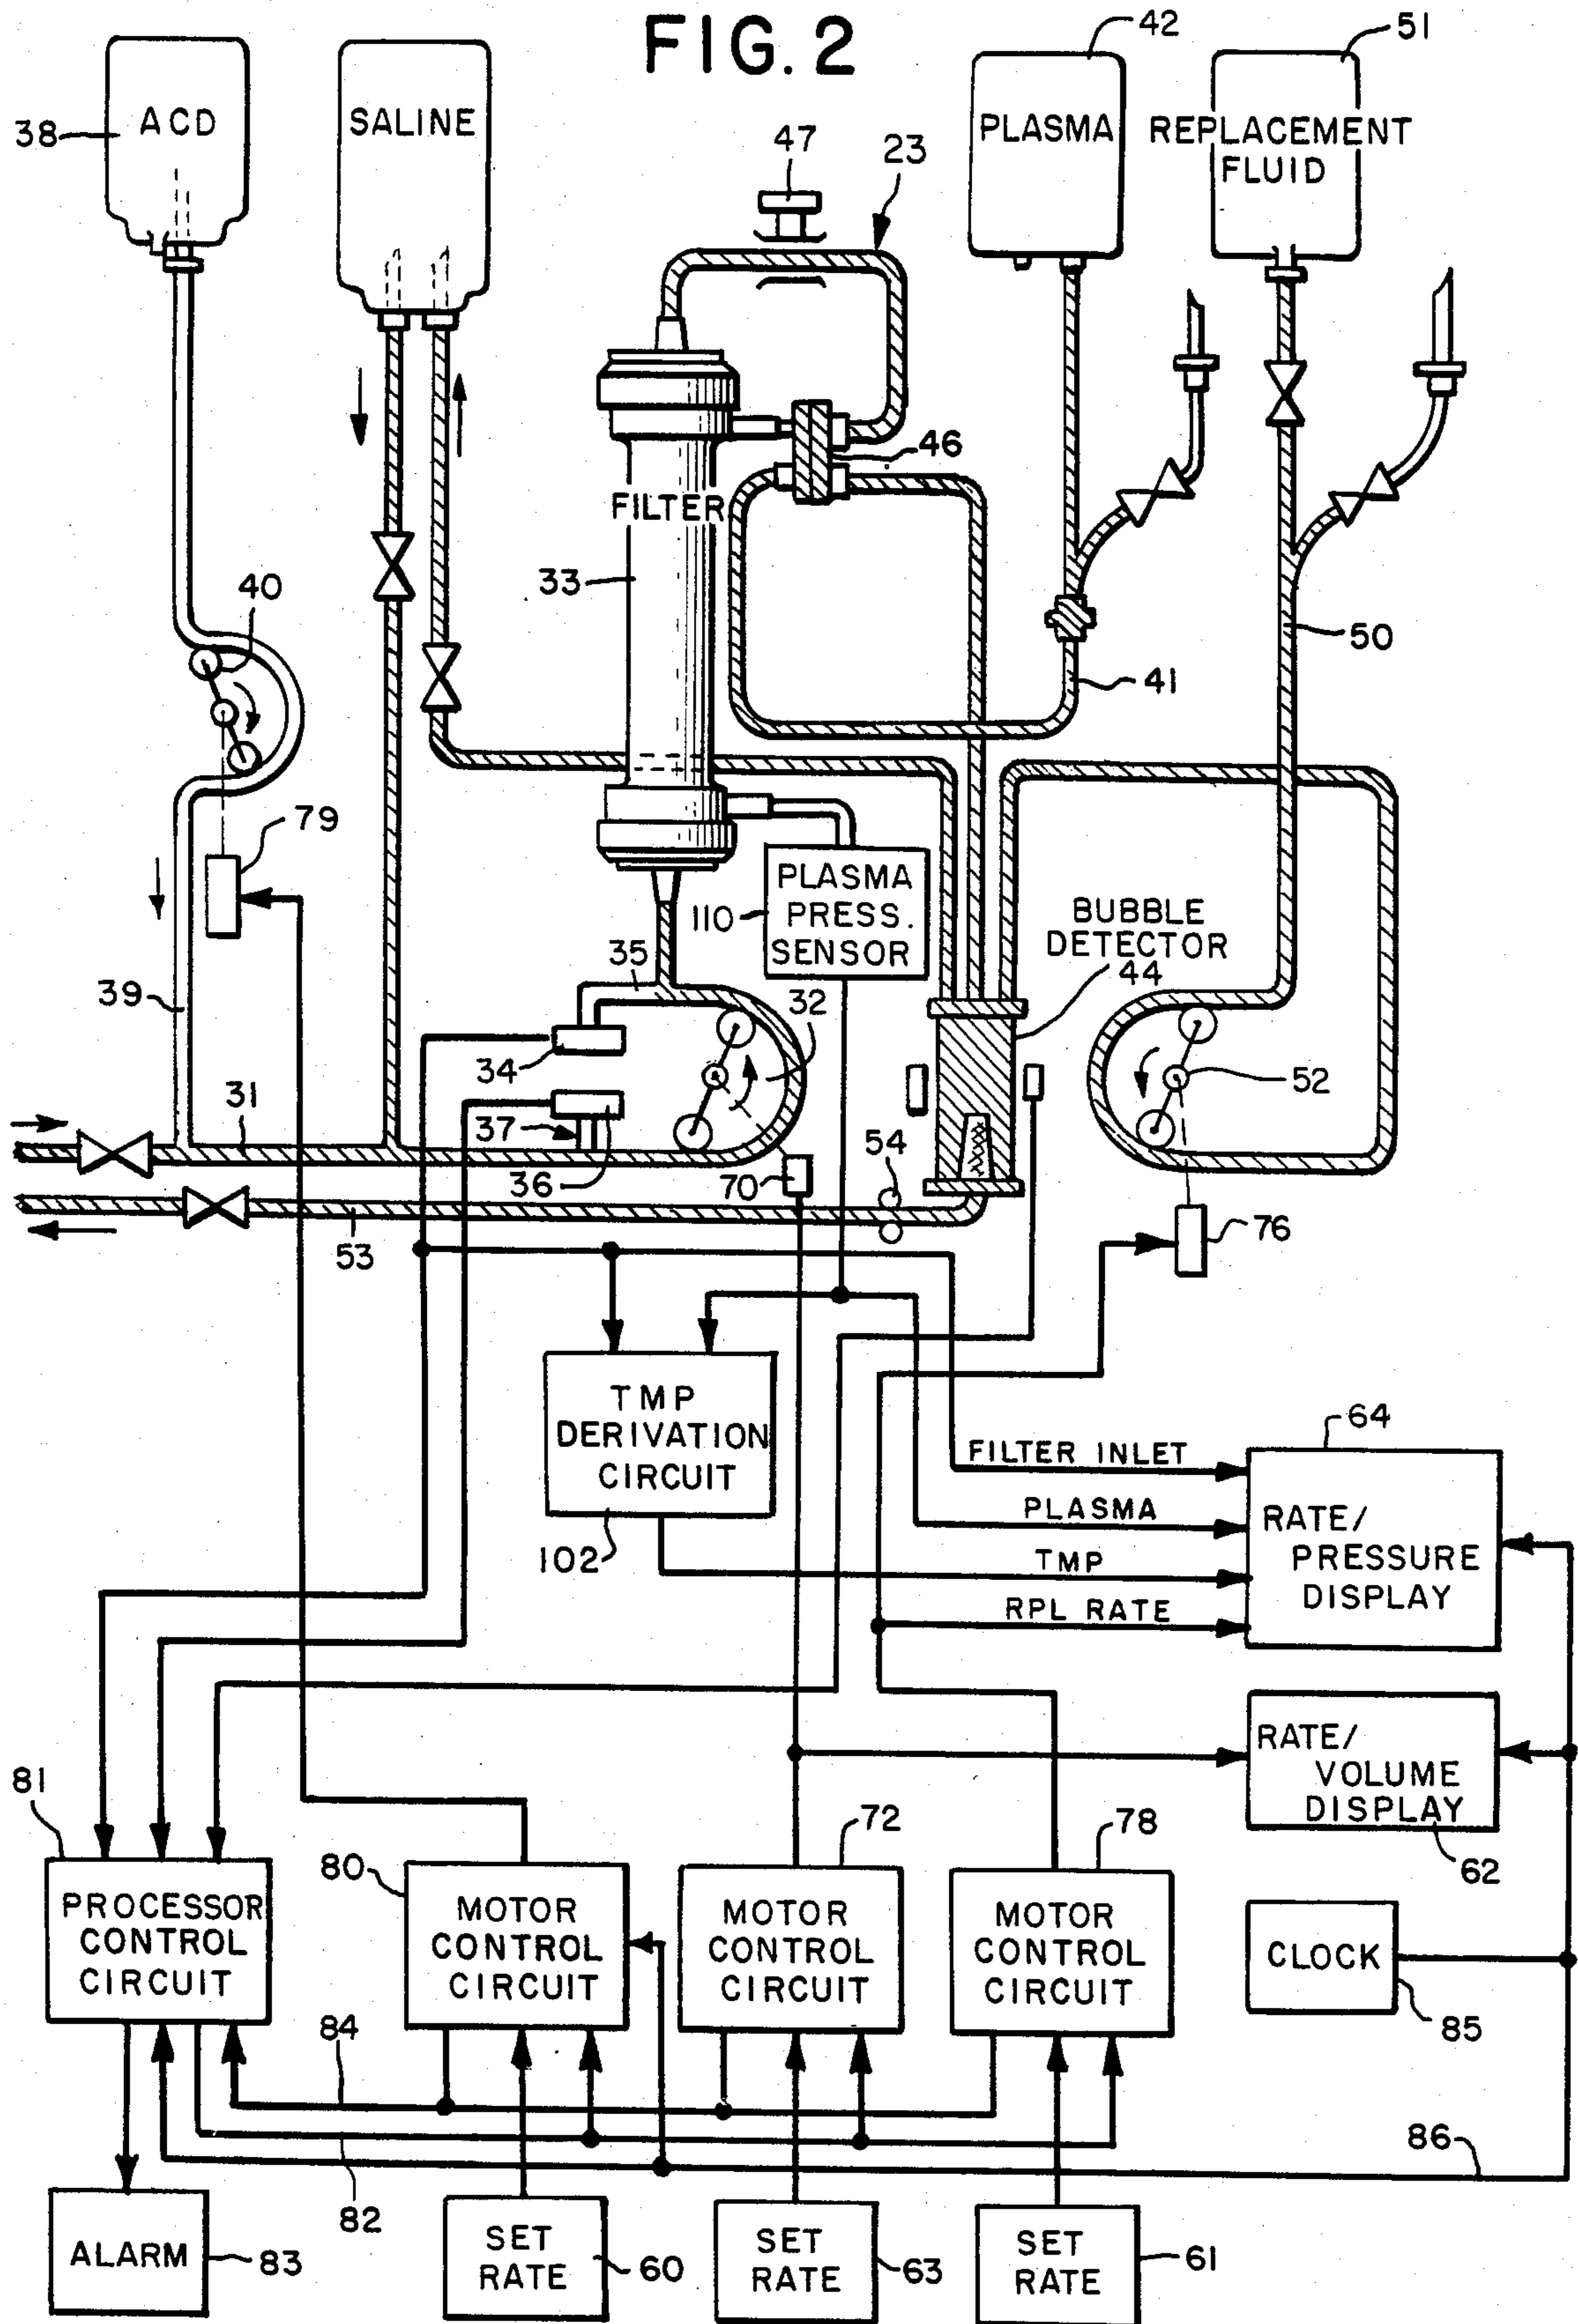 FIG. 2
42
51
ACD
38
SALINE
PLASMA
REPLACEMENT
FLUID
47
23
46
FILTER
33
40
50
41
79
PLASMA
PRESS.
SENSOR
110
BUBBLE
DETECTOR
44
35
39
32
34
52
31
37
36
54
70
53
76
TMP
DERIVATION
CIRCUIT
102
64
FILTER INLET
PLASMA
TMP
RPL RATE
RATE/
PRESSURE
DISPLAY
RATE/
VOLUME
DISPLAY
62
81
80
72
78
PROCESSOR
CONTROL
CIRCUIT
MOTOR
CONTROL
CIRCUIT
MOTOR
CONTROL
CIRCUIT
MOTOR
CONTROL
CIRCUIT
CLOCK
85
84
86
82
ALARM
83
SET
RATE
60
SET
RATE
63
SET
RATE
61